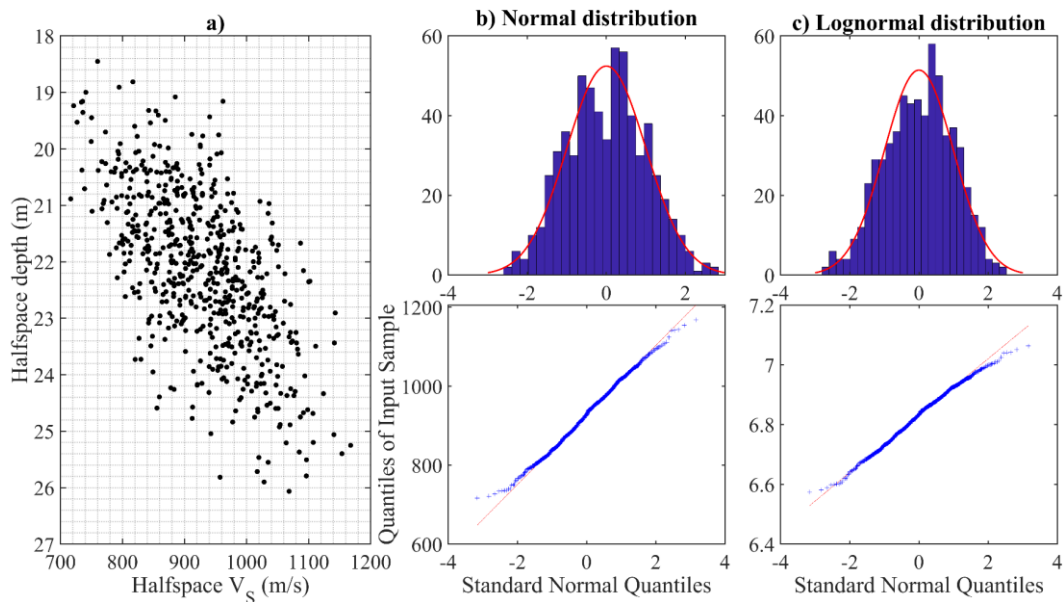 a)
18
19
20
21
22
23
24
25
26
27
Halfspace depth (m)
700 800 900 1000 1100 1200
Halfspace V_S (m/s)
b) Normal distribution
60
40
20
0
-4 -2 0 2
1200
1000
800
600
Quantiles of Input Sample
-4 -2 0 2 4
Standard Normal Quantiles
c) Lognormal distribution
60
40
20
0
-4 -2 0 2 4
7.2
7
6.8
6.6
6.4
-4 -2 0 2 4
Standard Normal Quantiles